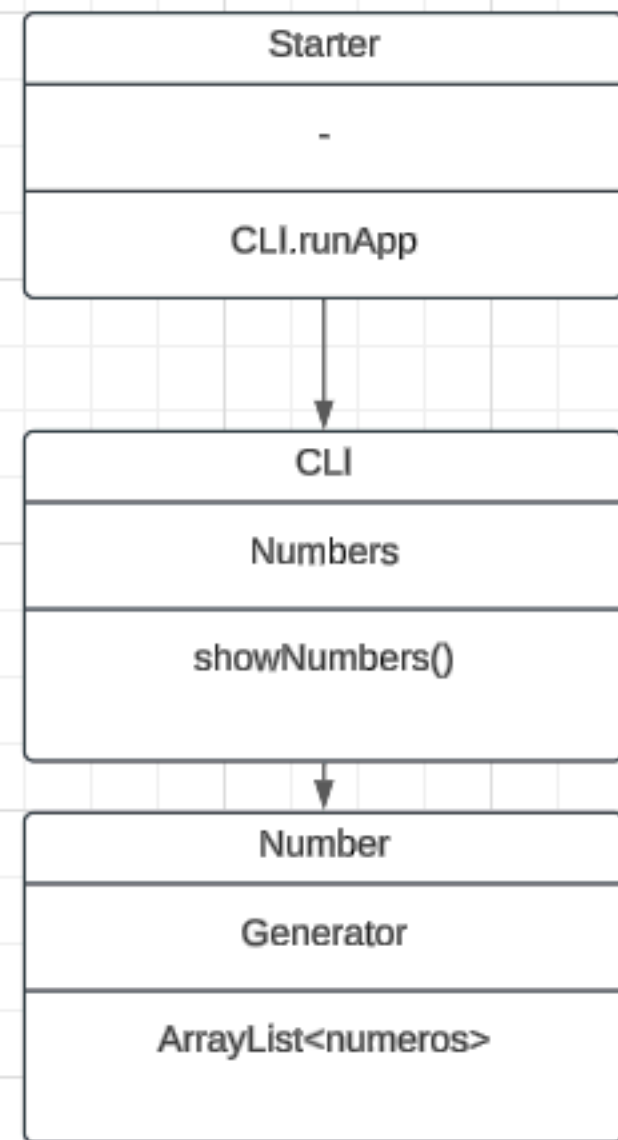 Starter
-
CLI.runApp
CLI
Numbers
showNumbers()
Number
Generator
ArrayList<numeros>